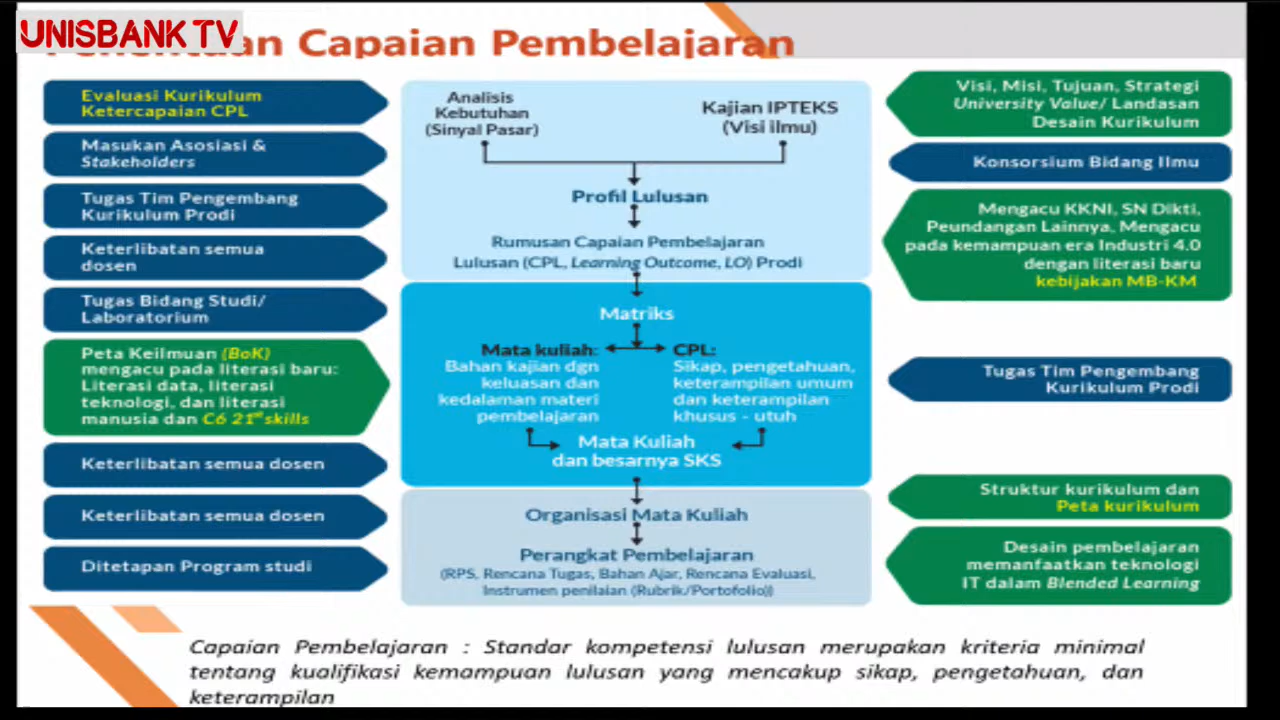 UNISBANK TV
Capaian Pembelajaran
Evaluasi Kurikulum
Ketercapaian CPL
Masukan Asosiasi &
Stakeholders
Tugas Tim Pengembang
Kurikulum Prodi
Keterlibatan semua
dosen
Tugas Bidang Studi/
Laboratorium
Peta Keilmuan (BoK)
mengacu pada literasi baru:
Literasi data, literasi
teknologi, dan literasi
manusia dan C6 21st skills
Keterlibatan semua dosen
Keterlibatan semua dosen
Ditetapan Program studi
Analisis
Kebutuhan
(Sinyal Pasar)
Kajian IPTEKS
(Visi ilmu)
Profil Lulusan
Rumusan Capaian Pembelajaran
Lulusan (CPL, Learning Outcome, LO) Prodi
Matriks
Mata kuliah:
Bahan kajian dgn
keluasan dan
kedalaman materi
pembelajaran
CPL:
Sikap, pengetahuan,
keterampilan umum
dan keterampilan
khusus - utuh
Mata Kuliah
dan besarnya SKS
Organisasi Mata Kuliah
Perangkat Pembelajaran
(RPS, Rencana Tugas, Bahan Ajar, Rencana Evaluasi,
Instrumen penilaian (Rubrik/Portofolio))
Visi, Misi, Tujuan, Strategi
University Value/ Landasan
Desain Kurikulum
Konsorsium Bidang Ilmu
Mengacu KKNI, SN Dikti,
Peundangan Lainnya, Mengacu
pada kemampuan era Industri 4.0
dengan literasi baru
kebijakan MB-KM
Tugas Tim Pengembang
Kurikulum Prodi
Struktur kurikulum dan
Peta kurikulum
Desain pembelajaran
memanfaatkan teknologi
IT dalam Blended Learning
Capaian Pembelajaran : Standar kompetensi lulusan merupakan kriteria minimal
tentang kualifikasi kemampuan lulusan yang mencakup sikap, pengetahuan, dan
keterampilan